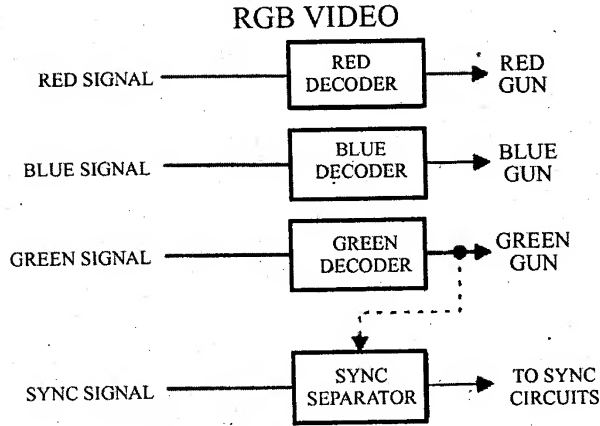 RGB VIDEO
RED SIGNAL
RED
DECODER
RED
GUN
BLUE SIGNAL
BLUE
DECODER
BLUE
GUN
GREEN SIGNAL
GREEN
DECODER
GREEN
GUN
SYNC SIGNAL
SYNC
SEPARATOR
TO SYNC
CIRCUITS